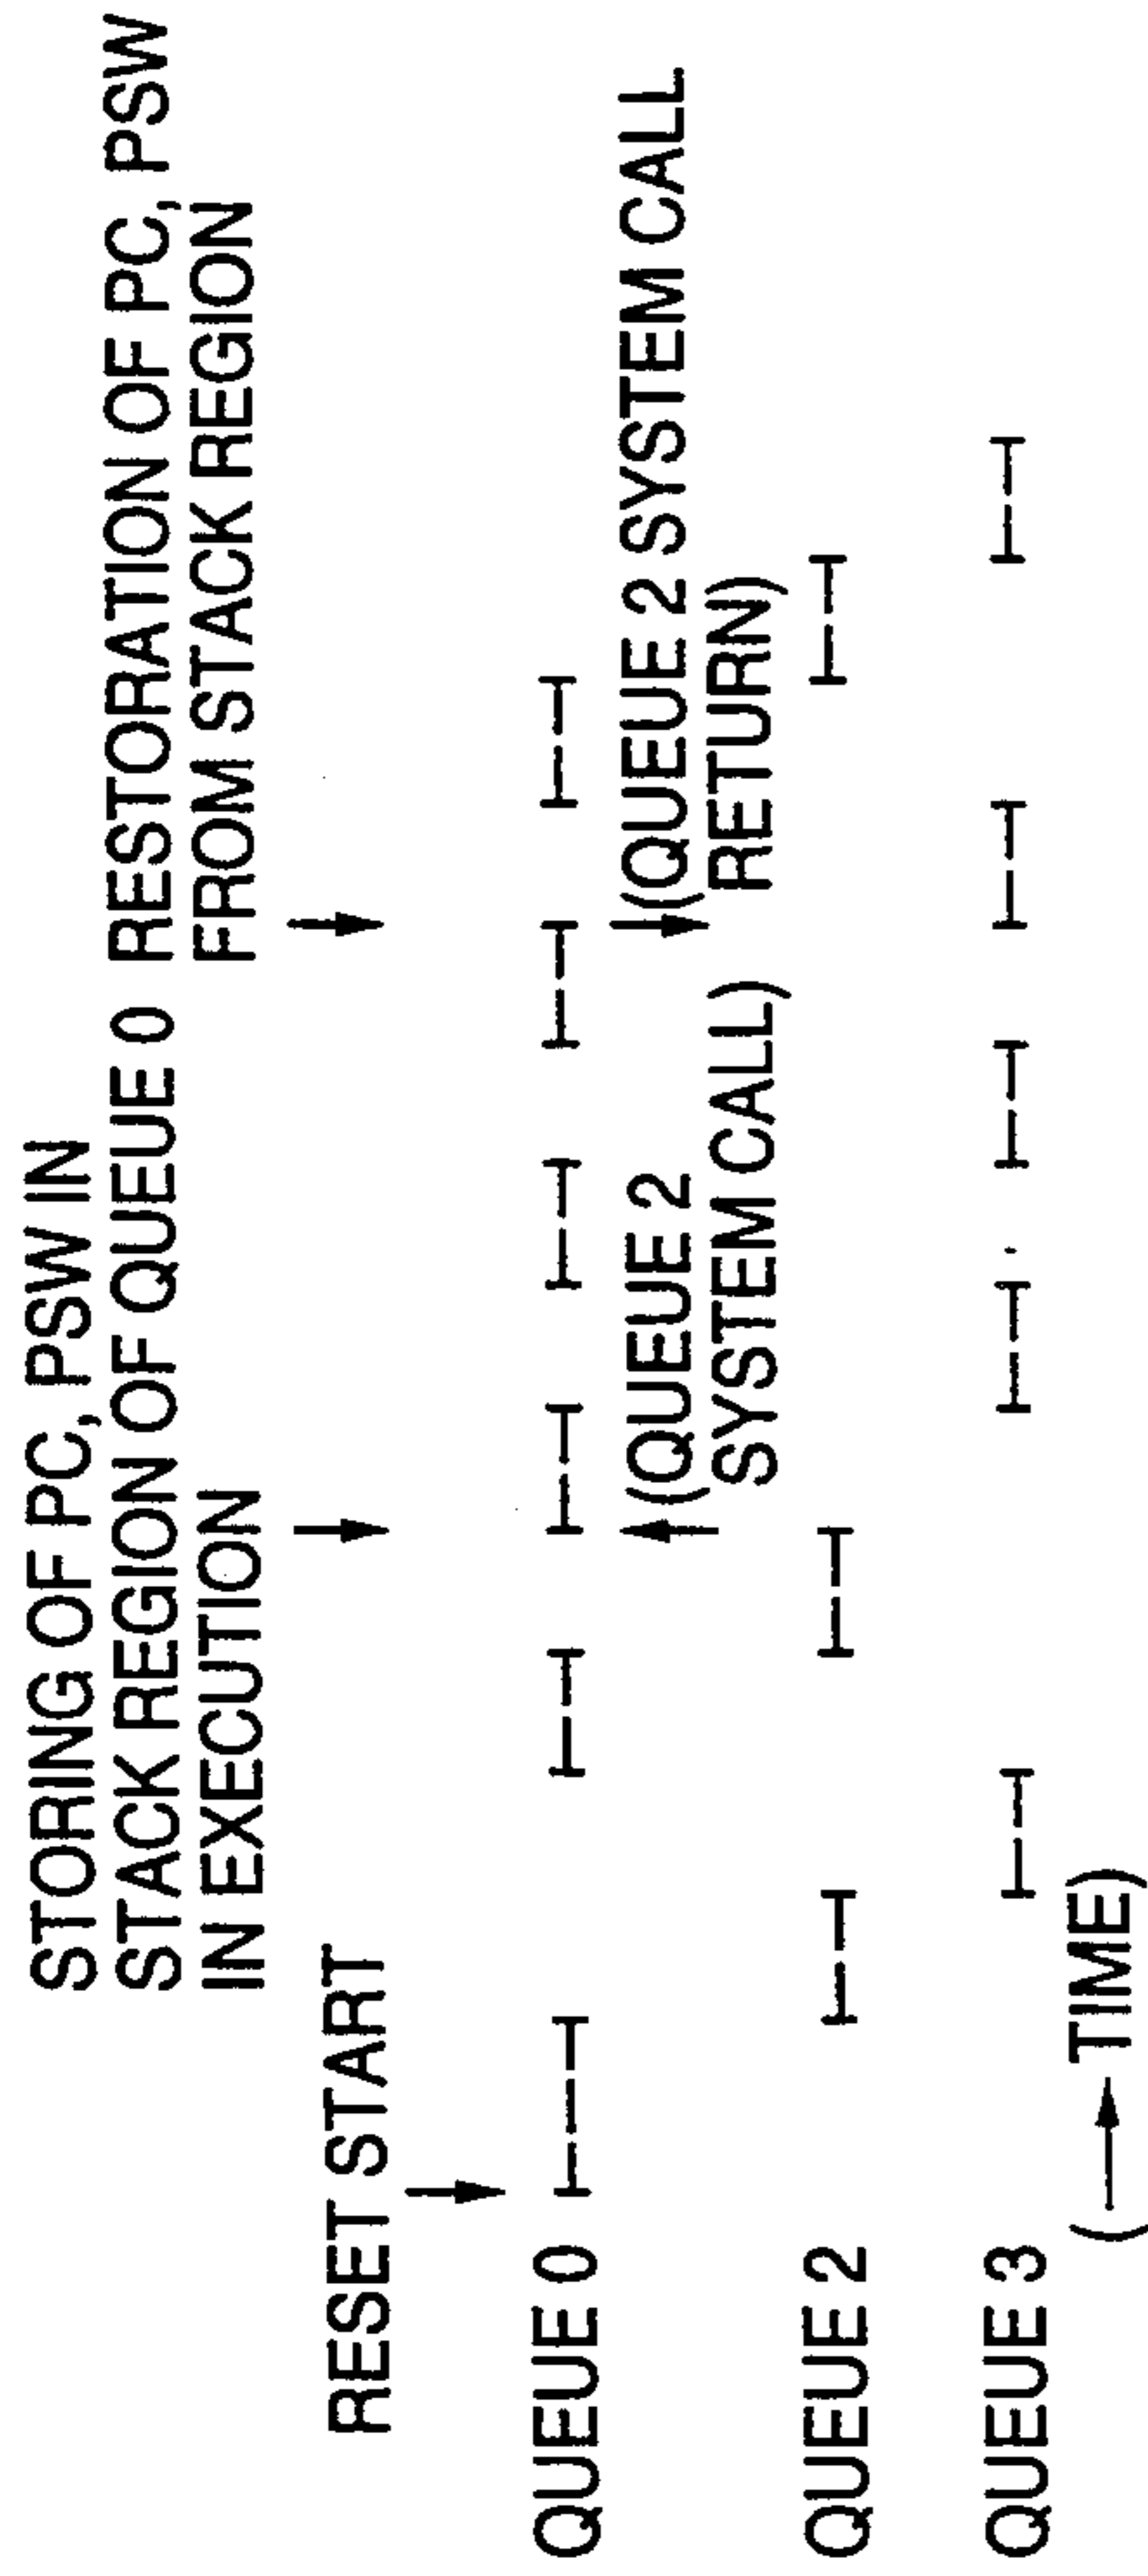 STORING OF PC, PSW IN
STACK REGION OF QUEUE 0
IN EXECUTION
RESTORATION OF PC, PSW
FROM STACK REGION
RESET START
QUEUE 0
(QUEUE 2
SYSTEM CALL)
(QUEUE 2 SYSTEM CALL
RETURN)
QUEUE 2
QUEUE 3
(→ TIME)